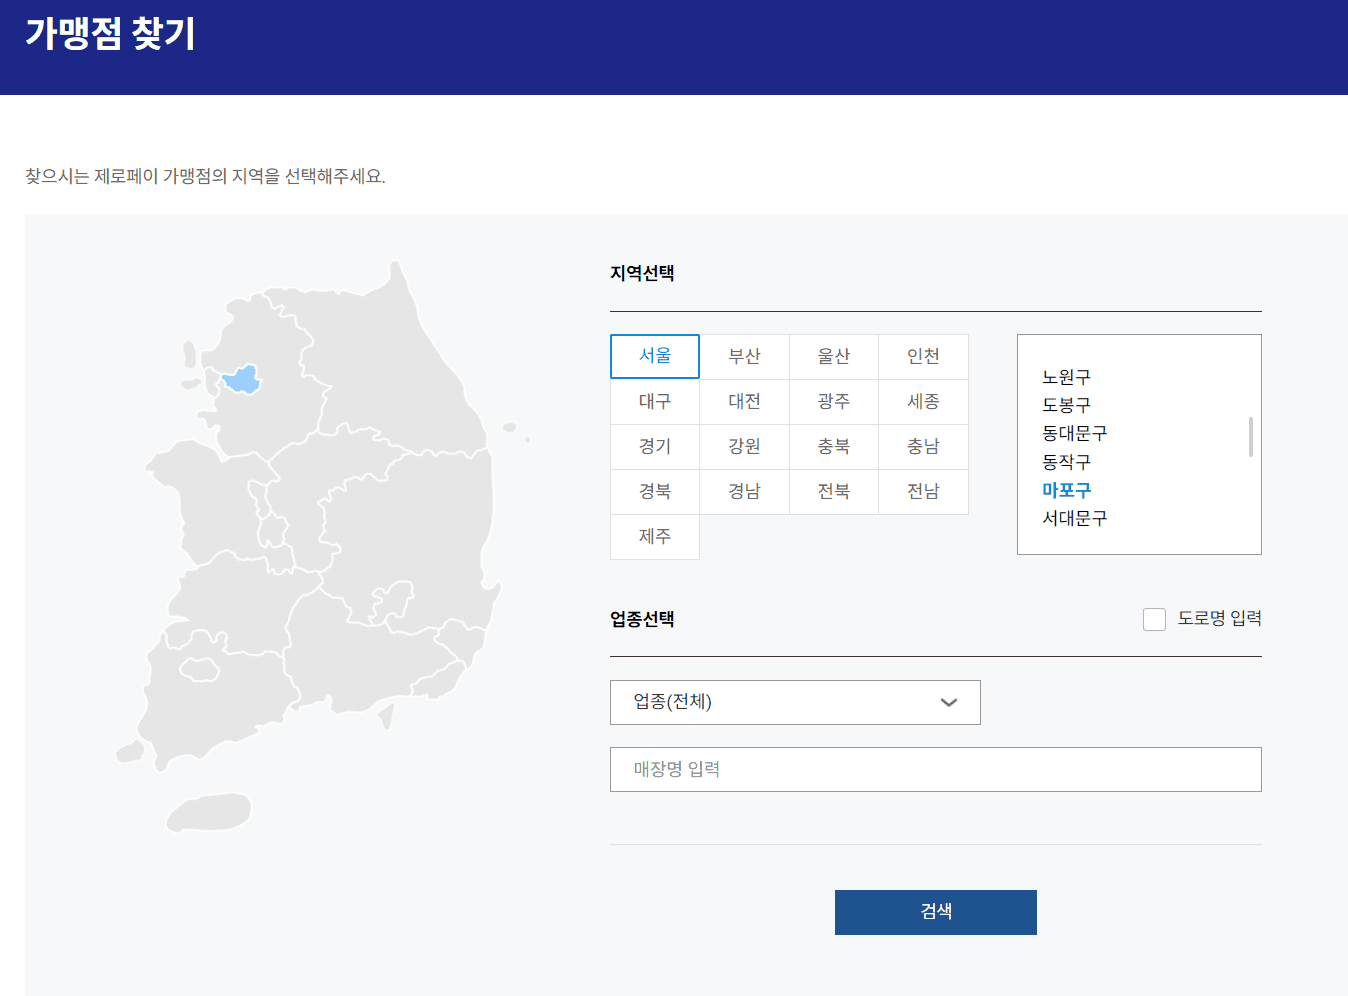 가맹점 찾기
찾으시는 제로페이 가맹점의 지역을 선택해주세요.
지역선택
서울 부산 울산 인천
대구 대전 광주 세종
경기 강원 충북 충남
경북 경남 전북 전남
제주
노원구
도봉구
동대문구
동작구
마포구
서대문구
업종선택
도로명 입력
업종(전체)
매장명 입력
검색